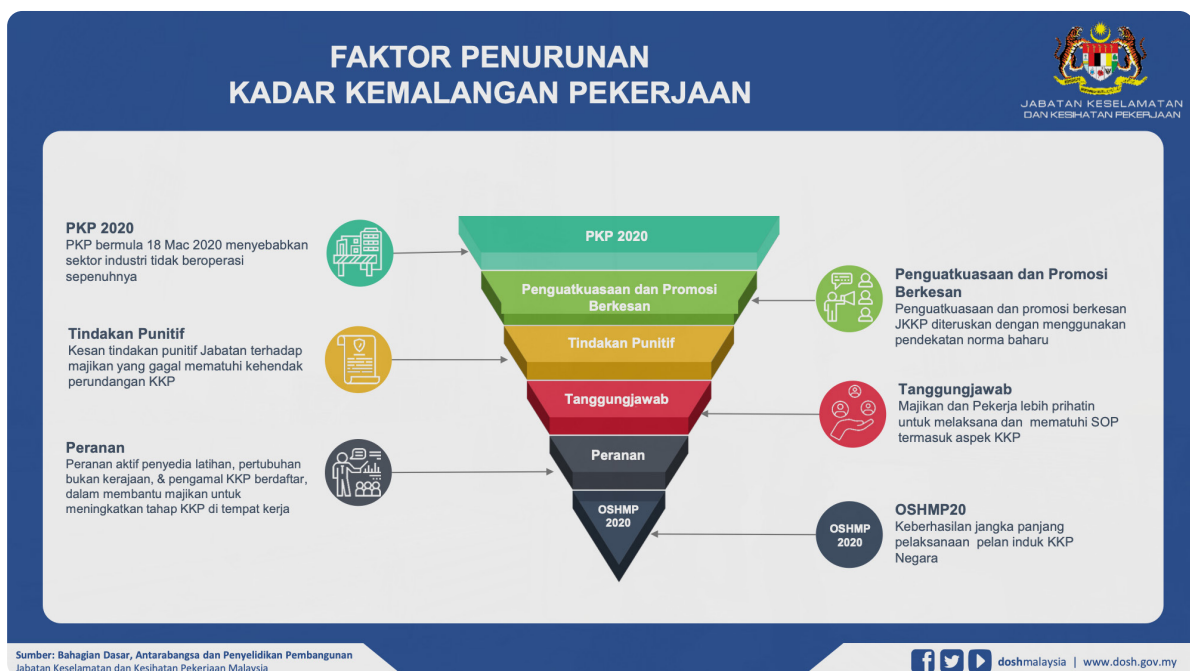 FAKTOR PENURUNAN
KADAR KEMALANGAN PEKERJAAN
JABATAN KESELAMATAN
DAN KESIHATAN PEKERJAAN
PKP 2020
PKP bermula 18 Mac 2020 menyebabkan
sektor industri tidak beroperasi
sepenuhnya
Tindakan Punitif
Kesan tindakan punitif Jabatan terhadap
majikan yang gagal mematuhi kehendak
perundangan KKP
Peranan
Peranan aktif penyedia latihan, pertubuhan
bukan kerajaan, & pengamal KKP berdaftar,
dalam membantu majikan untuk
meningkatkan tahap KKP di tempat kerja
PKP 2020
Penguatkuasaan dan Promosi
Berkesan
Tindakan Punitif
Tanggungjawab
Peranan
OSHMP
2020
Penguatkuasaan dan Promosi
Berkesan
Penguatkuasaan dan promosi berkesan
JKKP diteruskan dengan menggunakan
pendekatan norma baharu
Tanggungjawab
Majikan dan Pekerja lebih prihatin
untuk melaksana dan mematuhi SOP
termasuk aspek KKP
OSHMP
2020
OSHMP20
Keberhasilan jangka panjang
pelaksanaan pelan induk KKP
Negara
Sumber: Bahagian Dasar, Antarabangsa dan Penyelidikan Pembangunan
Jabatan Keselamatan dan Kesihatan Pekerjaan Malaysia
doshmalaysia | www.dosh.gov.my